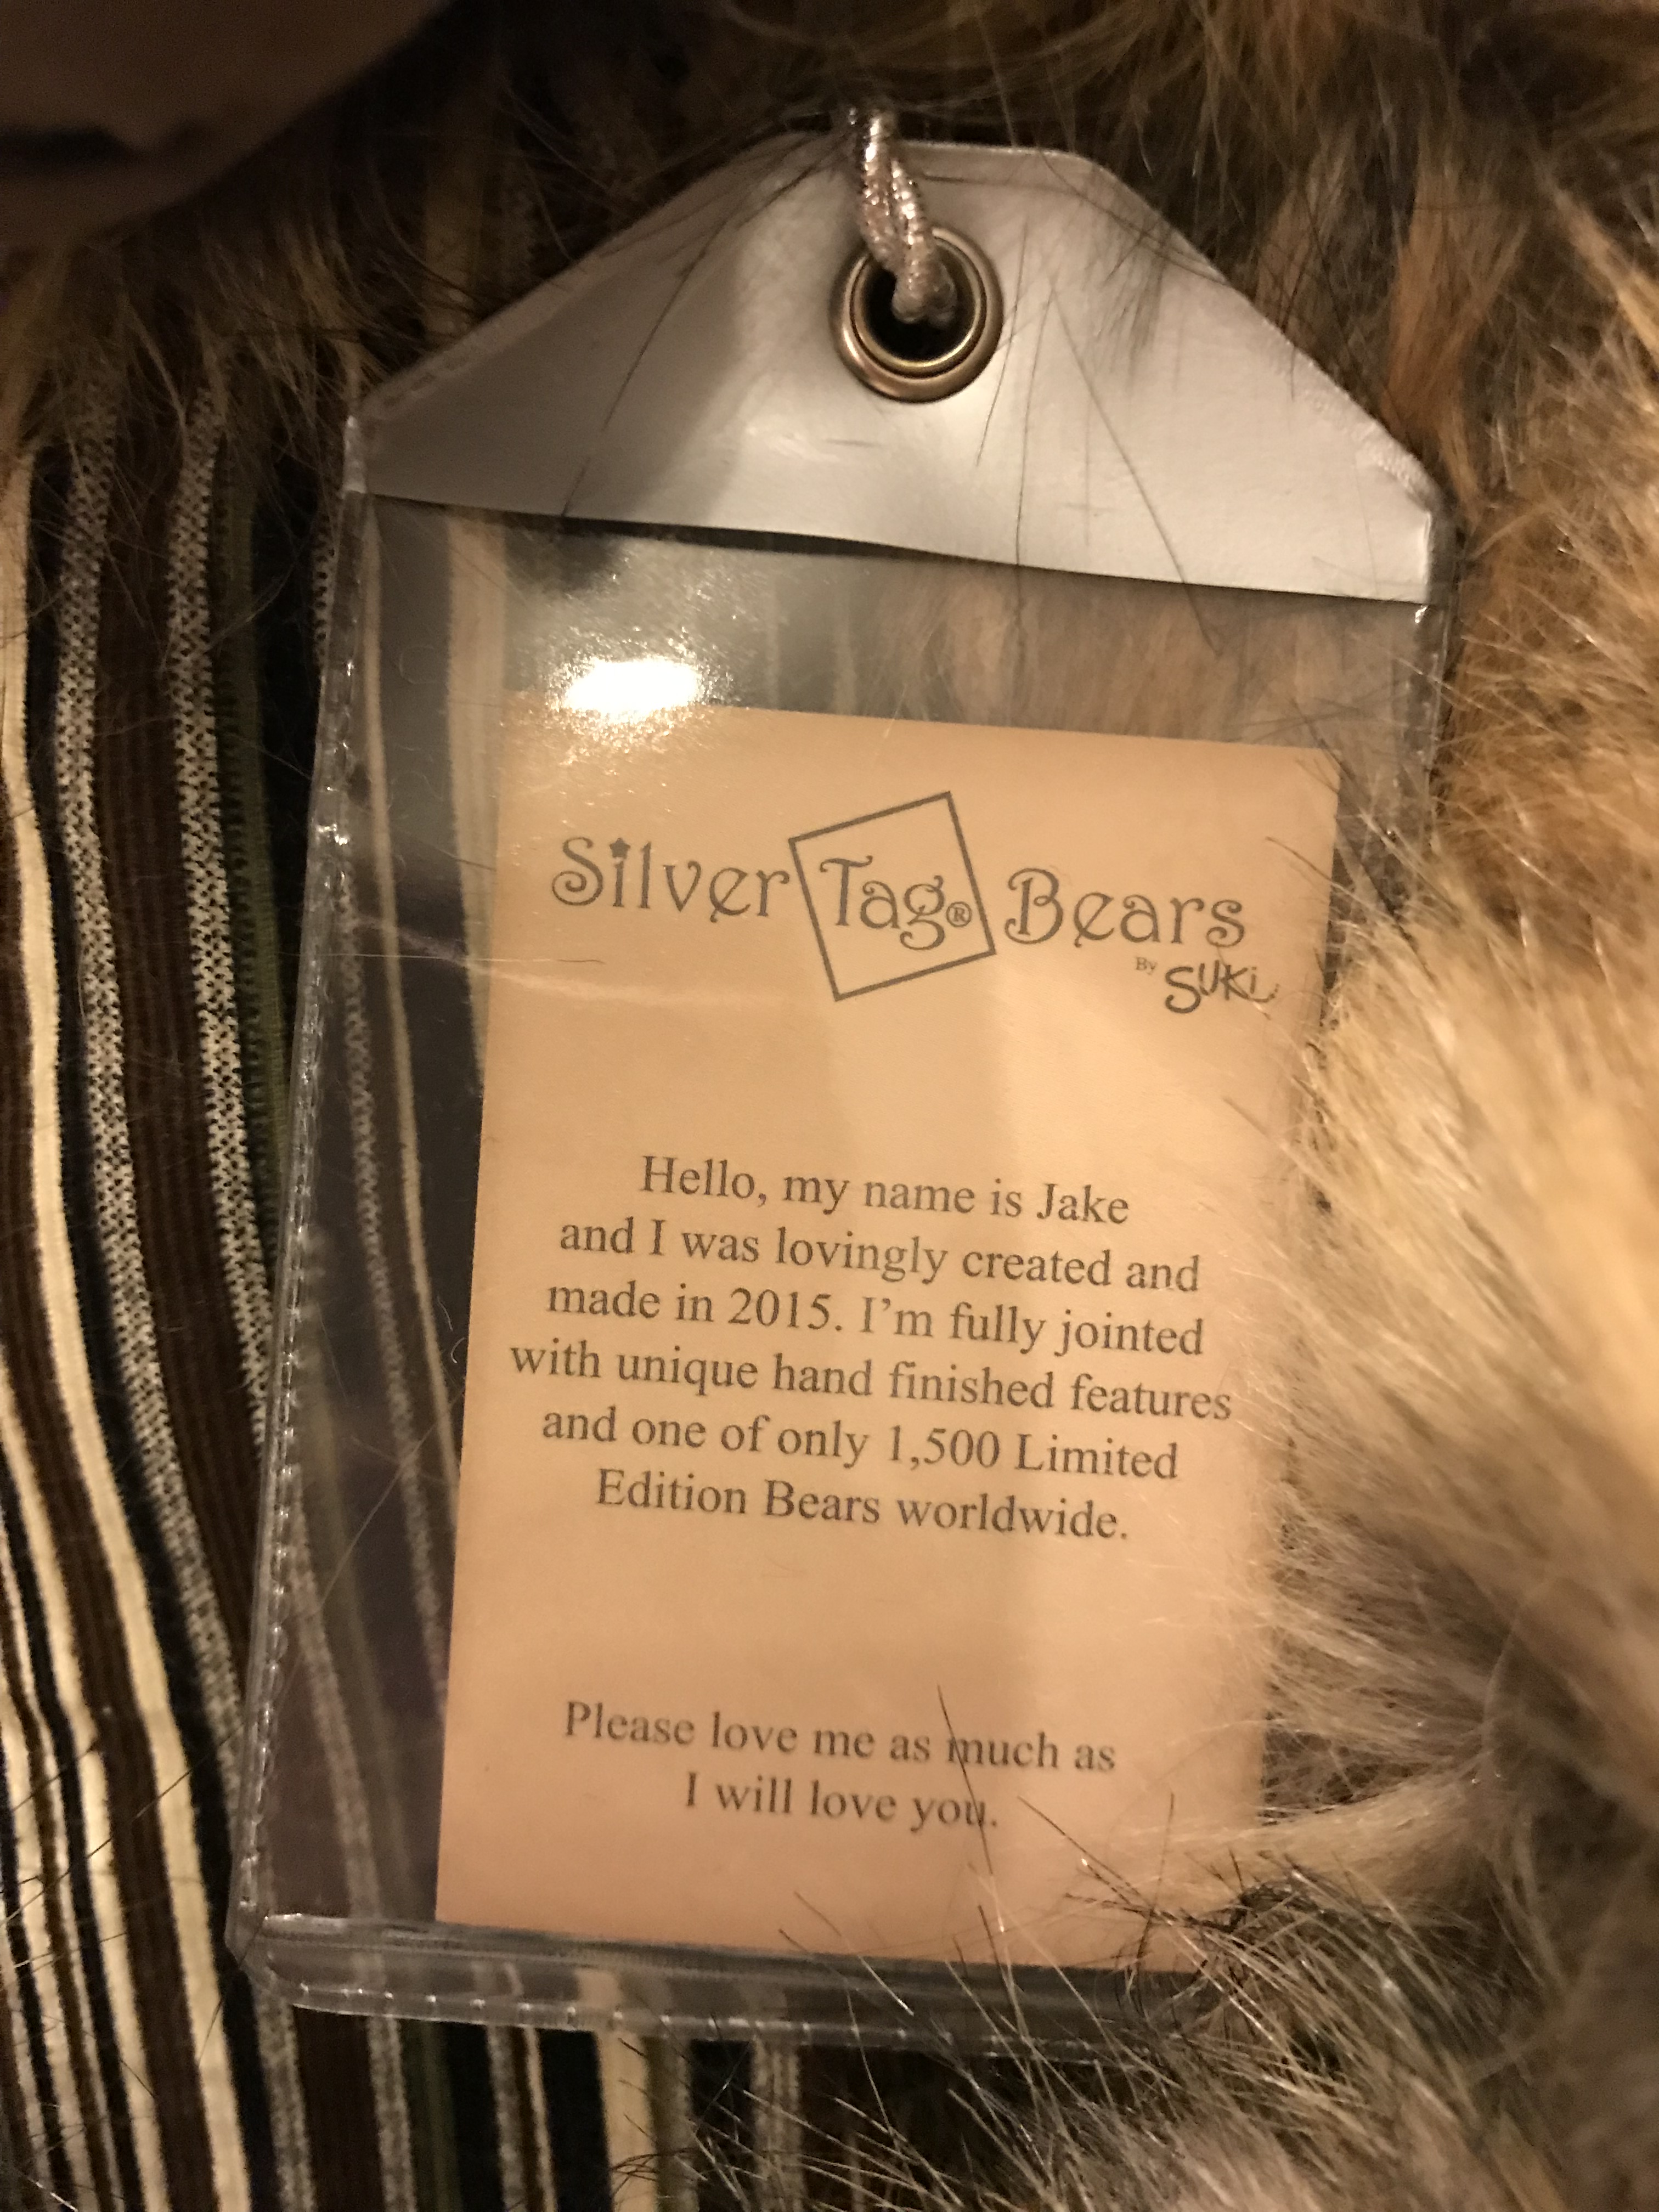 Silver Tag® Bears
By SUKi
Hello, my name is Jake
and I was lovingly created and
made in 2015. I'm fully jointed
with unique hand finished features
and one of only 1,500 Limited
Edition Bears worldwide.
Please love me as much as
I will love you.